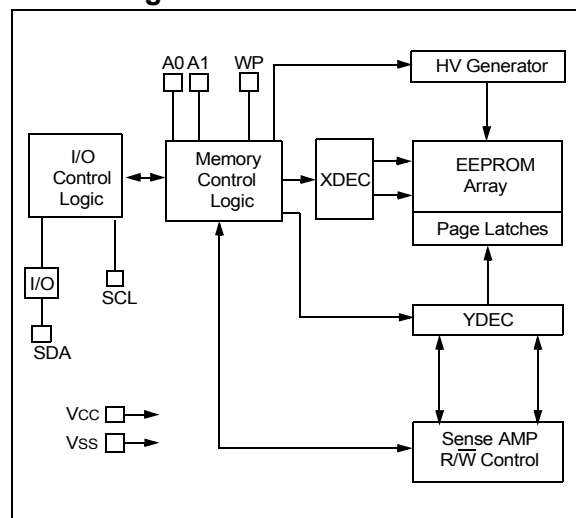 A0 A1
WP
HV Generator
I/O
Control
Logic
Memory
Control
Logic
XDEC
EEPROM
Array
Page Latches
I/O
SCL
SDA
YDEC
VCC
VSS
Sense AMP
R/W̅ Control